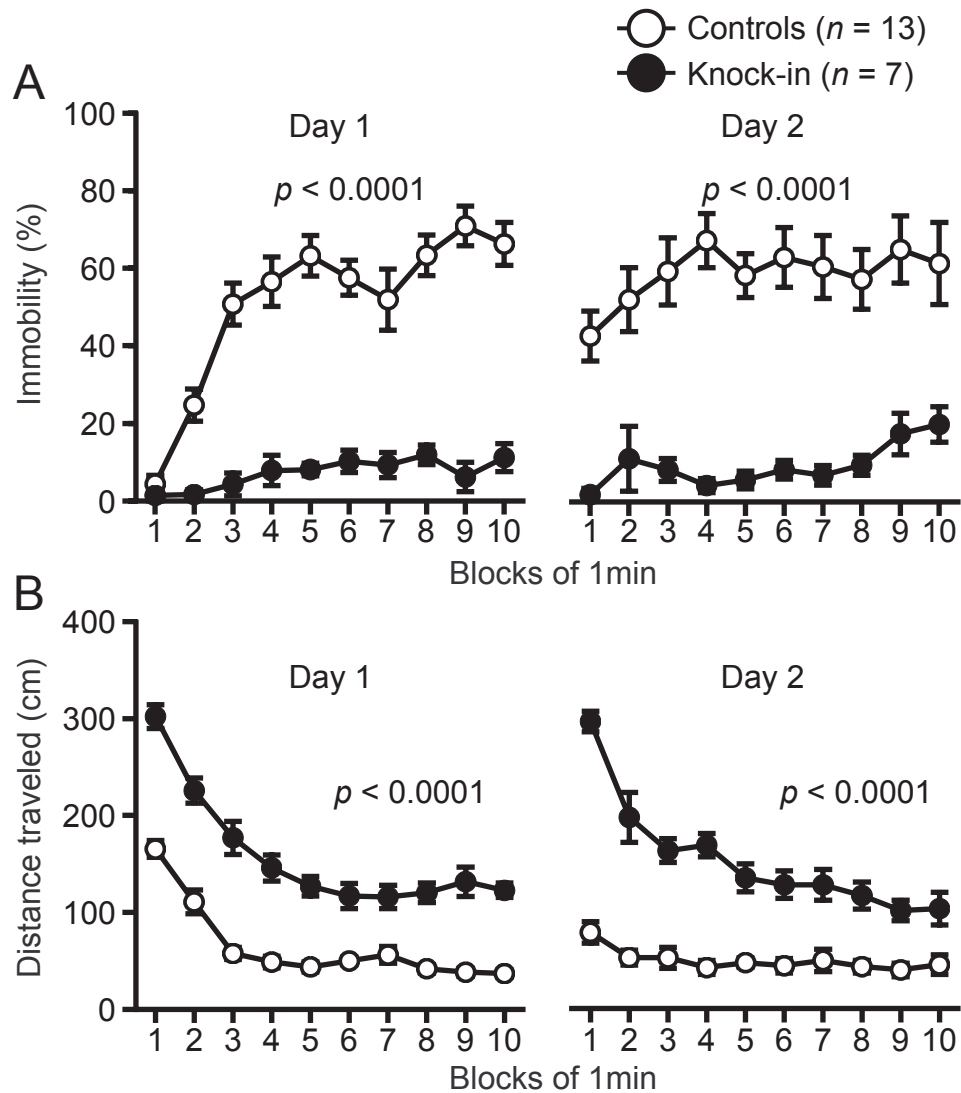 Controls (n = 13)
Knock-in (n = 7)
A
Day 1
Day 2
p < 0.0001
p < 0.0001
Immobility (%)
100
80
60
40
20
0
1 2 3 4 5 6 7 8 9 10
1 2 3 4 5 6 7 8 9 10
Blocks of 1min
B
Day 1
Day 2
p < 0.0001
p < 0.0001
Distance traveled (cm)
400
300
200
100
0
1 2 3 4 5 6 7 8 9 10
1 2 3 4 5 6 7 8 9 10
Blocks of 1min